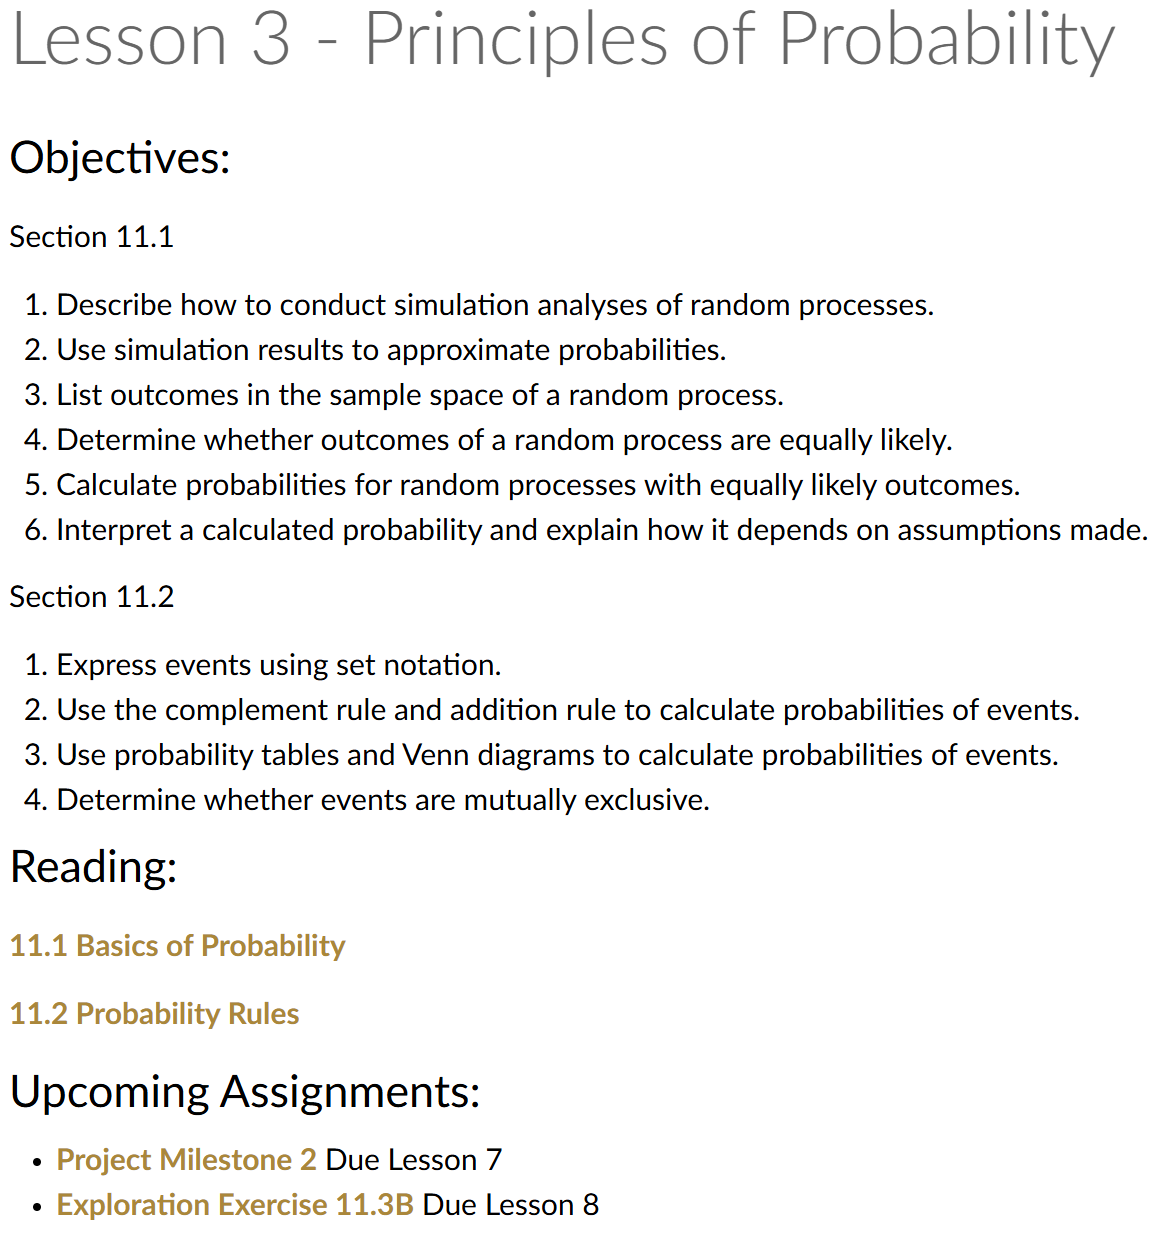 Lesson 3 - Principles of Probability
Objectives:
Section 11.1
1. Describe how to conduct simulation analyses of random processes.
2. Use simulation results to approximate probabilities.
3. List outcomes in the sample space of a random process.
4. Determine whether outcomes of a random process are equally likely.
5. Calculate probabilities for random processes with equally likely outcomes.
6. Interpret a calculated probability and explain how it depends on assumptions made.
Section 11.2
1. Express events using set notation.
2. Use the complement rule and addition rule to calculate probabilities of events.
3. Use probability tables and Venn diagrams to calculate probabilities of events.
4. Determine whether events are mutually exclusive.
Reading:
11.1 Basics of Probability
11.2 Probability Rules
Upcoming Assignments:
• Project Milestone 2 Due Lesson 7
• Exploration Exercise 11.3B Due Lesson 8